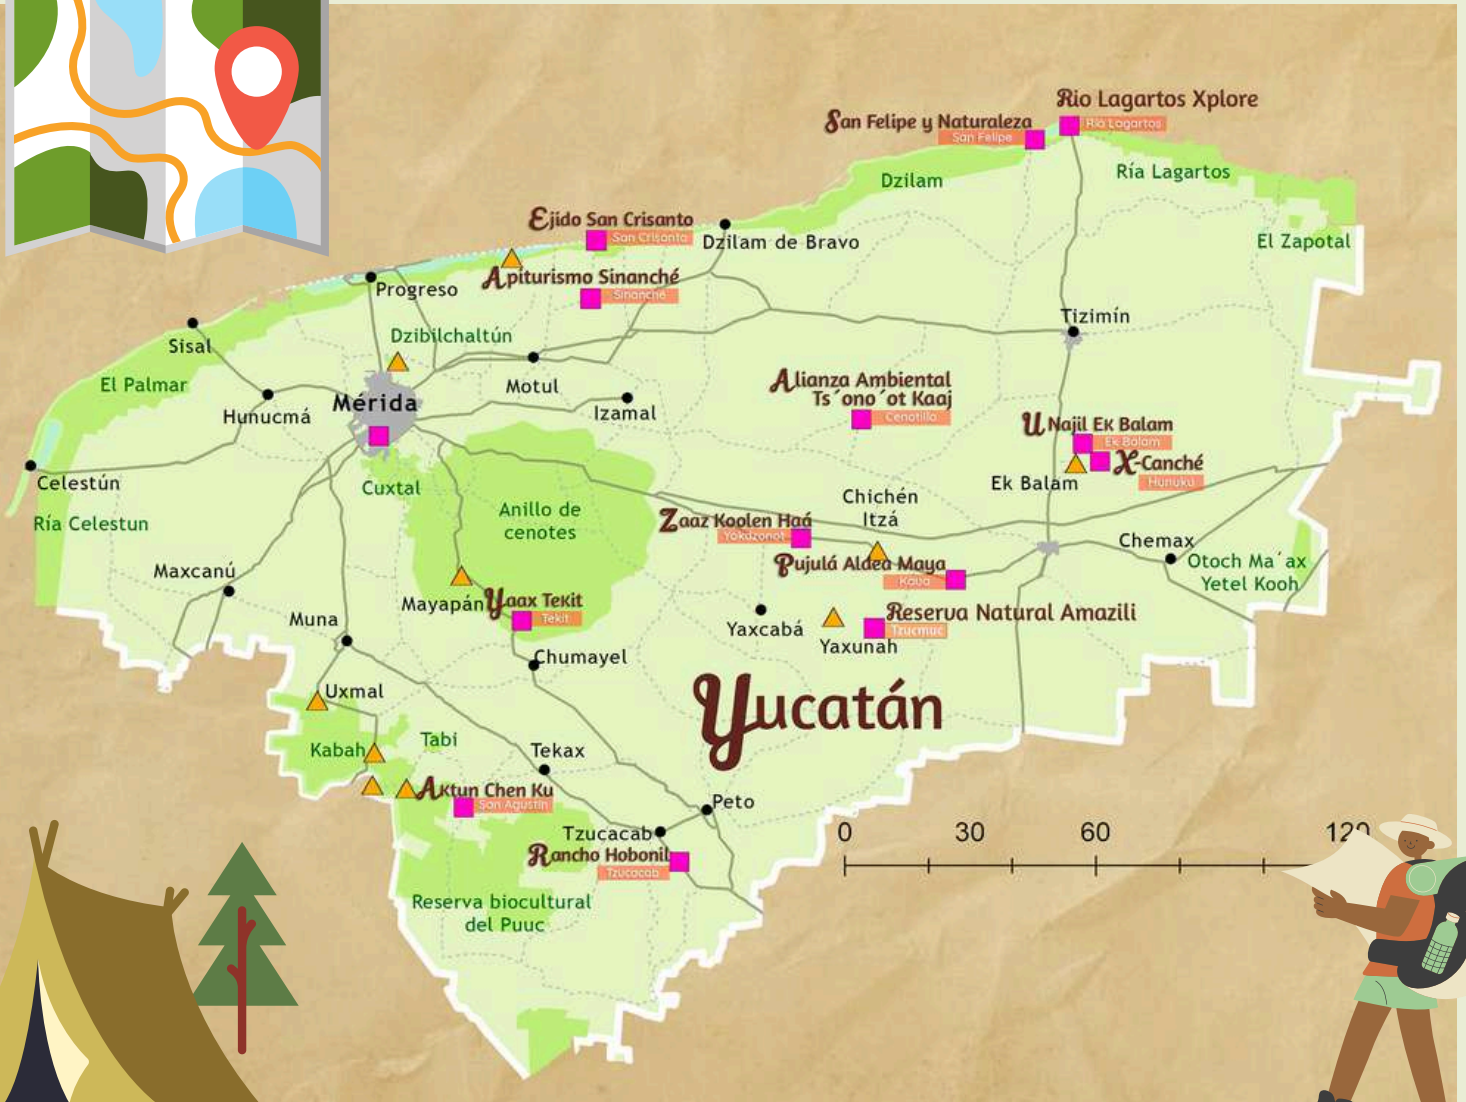 Rio Lagartos Xplore
Río Lagartos
San Felipe y Naturaleza
San Felipe
Dzilam
Ría Lagartos
El Zapotal
Ejido San Crisanto
San Crisanto
Dzilam de Bravo
Apiturismo Sinanché
Sinanché
Progreso
Tizimín
Dzibilchaltún
Sisal
El Palmar
Motul
Alianza Ambiental
Ts´ono´ot Kaaj
Cenotillo
Mérida
Hunucmá
Izamal
U Najil Ek Balam
Ek Balam
X-Canché
Hunukú
Ek Balam
Celestún
Cuxtal
Ría Celestun
Anillo de
cenotes
Chichén
Itzá
Zaaz Koolen Haá
Yokdzonot
Chemax
Otoch Ma´ax
Yetel Kooh
Pujulá Aldea Maya
Kaua
Maxcanú
Mayapán
Yaax Tekit
Tekit
Muna
Reserva Natural Amazili
Tzucmuc
Yaxcabá
Yaxunah
Chumayel
Yucatán
Uxmal
Kabah
Tabi
Tekax
Aktun Chen Ku
San Agustín
Peto
Tzucacab
Rancho Hobonil
Tzucacab
0 30 60 120
Reserva biocultural
del Puuc